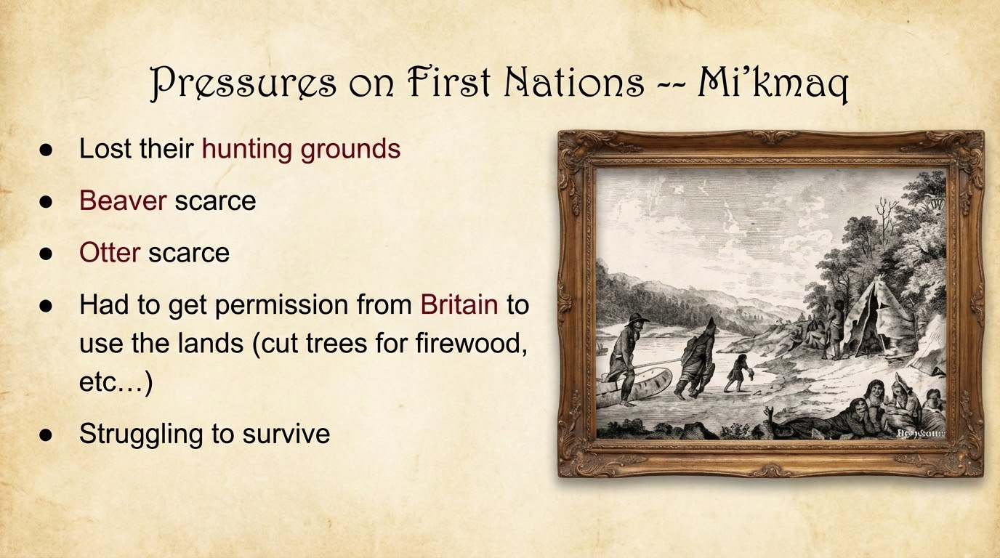 Pressures on First Nations -- Mi’kmaq
● Lost their hunting grounds
● Beaver scarce
● Otter scarce
● Had to get permission from Britain to
use the lands (cut trees for firewood,
etc…)
● Struggling to survive